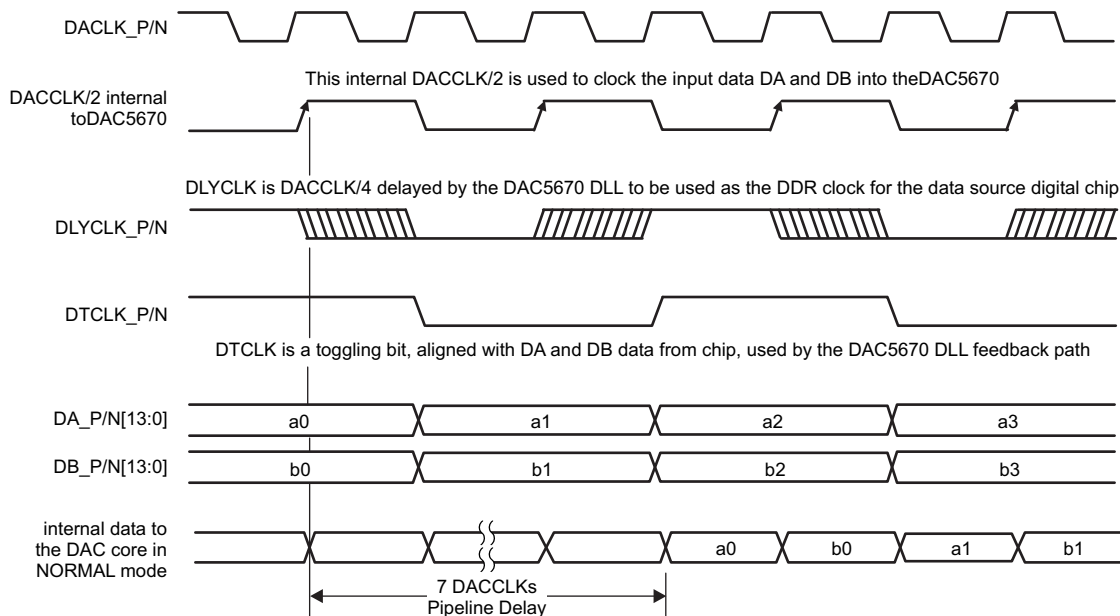 DACLK_P/N
This internal DACCLK/2 is used to clock the input data DA and DB into theDAC5670
DACCLK/2 internal
toDAC5670
DLYCLK is DACCLK/4 delayed by the DAC5670 DLL to be used as the DDR clock for the data source digital chip
DLYCLK_P/N
DTCLK_P/N
DTCLK is a toggling bit, aligned with DA and DB data from chip, used by the DAC5670 DLL feedback path
DA_P/N[13:0] a0 a1 a2 a3
DB_P/N[13:0] b0 b1 b2 b3
internal data to
the DAC core in
NORMAL mode
a0 b0 a1 b1
7 DACCLKs
Pipeline Delay